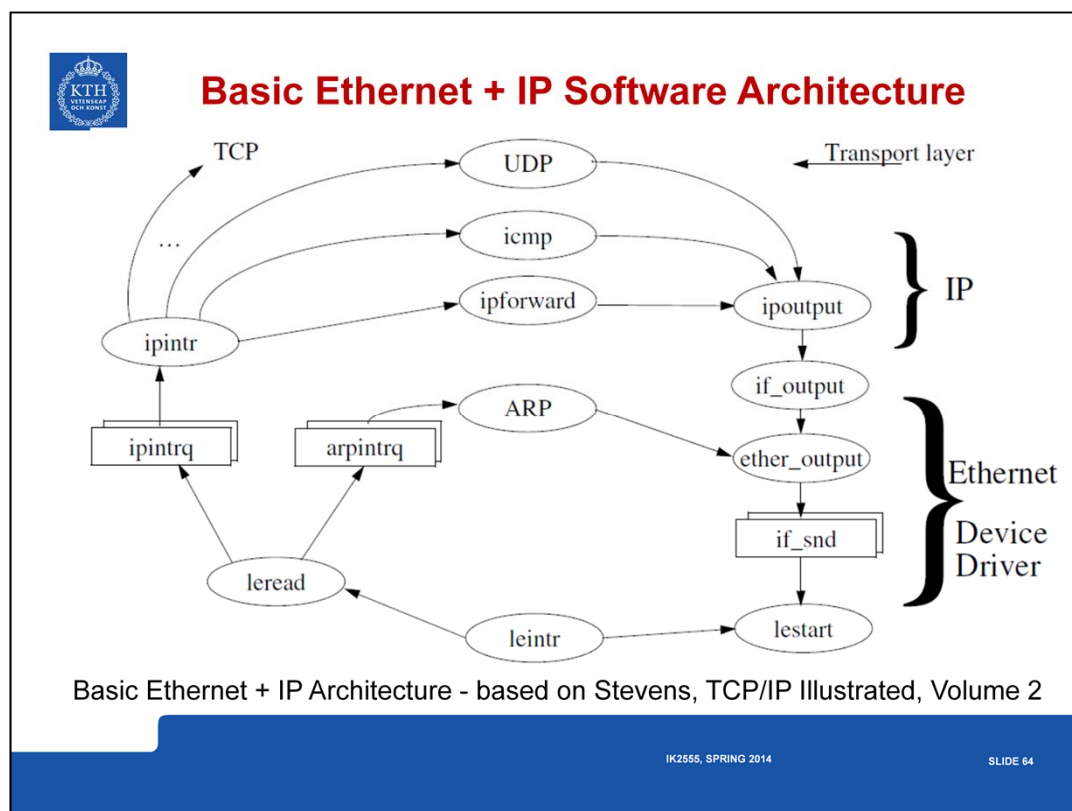 KTH
VETENSKAP
OCH KONST
Basic Ethernet + IP Software Architecture
TCP
UDP
Transport layer
...
icmp
IP
ipforward
ipoutput
ipintr
if_output
ARP
ipintrq
arpintrq
ether_output
Ethernet
if_snd
Device
Driver
leread
leintr
lestart
Basic Ethernet + IP Architecture - based on Stevens, TCP/IP Illustrated, Volume 2
IK2555, SPRING 2014
SLIDE 64